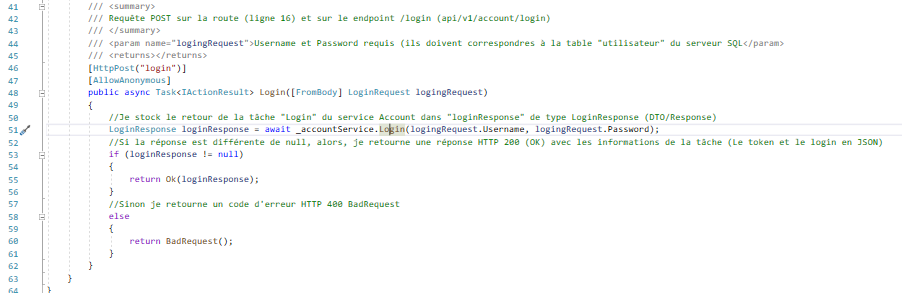 41 /// <summary>
42 /// Requête POST sur la route (ligne 16) et sur le endpoint /login (api/v1/account/login)
43 /// </summary>
44 /// <param name="logingRequest">Username et Password requis (ils doivent correspondres à la table "utilisateur" du serveur SQL</param>
45 /// <returns></returns>
46 [HttpPost("login")]
47 [AllowAnonymous]
48 public async Task<IActionResult> Login([FromBody] LoginRequest logingRequest)
49 {
50 //Je stock le retour de la tâche "Login" du service Account dans "loginResponse" de type LoginResponse (DTO/Response)
51 LoginResponse loginResponse = await _accountService.Login(logingRequest.Username, logingRequest.Password);
52 //Si la réponse est différente de null, alors, je retourne une réponse HTTP 200 (OK) avec les informations de la tâche (Le token et le login en JSON)
53 if (loginResponse != null)
54 {
55 return Ok(loginResponse);
56 }
57 //Sinon je retourne un code d'erreur HTTP 400 BadRequest
58 else
59 {
60 return BadRequest();
61 }
62 }
63 }
64 }